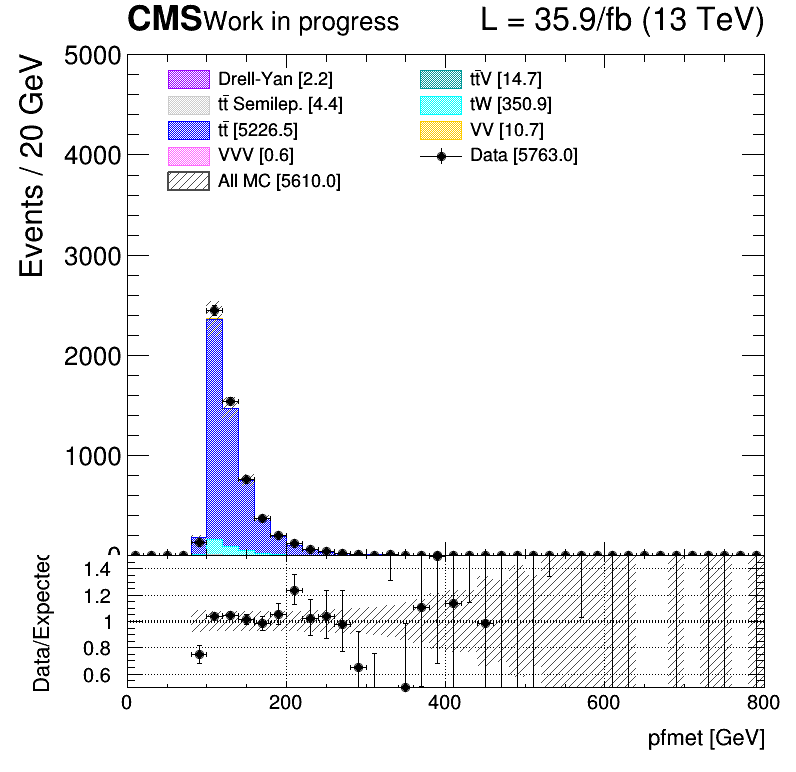 CMS Work in progress L = 35.9/fb (13 TeV)
Events / 20 GeV
5000
4000
3000
2000
1000
0
Drell-Yan [2.2]
tt̄ Semilep. [4.4]
tt̄ [5226.5]
VVV [0.6]
All MC [5610.0]
tt̄V [14.7]
tW [350.9]
VV [10.7]
Data [5763.0]
Data/Expected
1.4
1.2
1
0.8
0.6
0 200 400 600 800
pfmet [GeV]